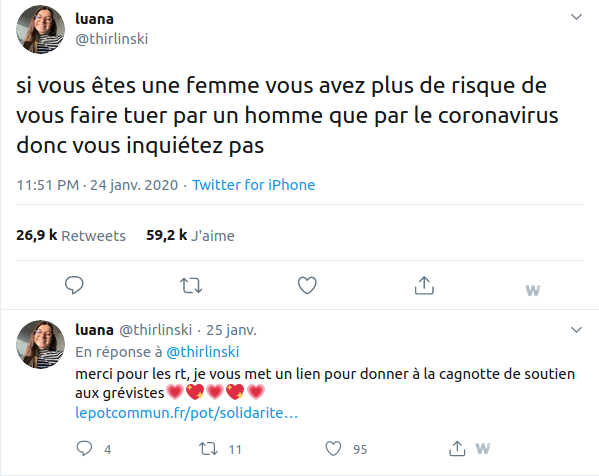 luana
@thirlinski
si vous êtes une femme vous avez plus de risque de
vous faire tuer par un homme que par le coronavirus
donc vous inquiétez pas
11:51 PM · 24 janv. 2020 · Twitter for iPhone
26,9 k Retweets 59,2 k J'aime
W
luana @thirlinski · 25 janv.
En réponse à @thirlinski
merci pour les rt, je vous met un lien pour donner à la cagnotte de soutien
aux grévistes💗💖💗💖💗
lepotcommun.fr/pot/solidarite…
4 11 95 W